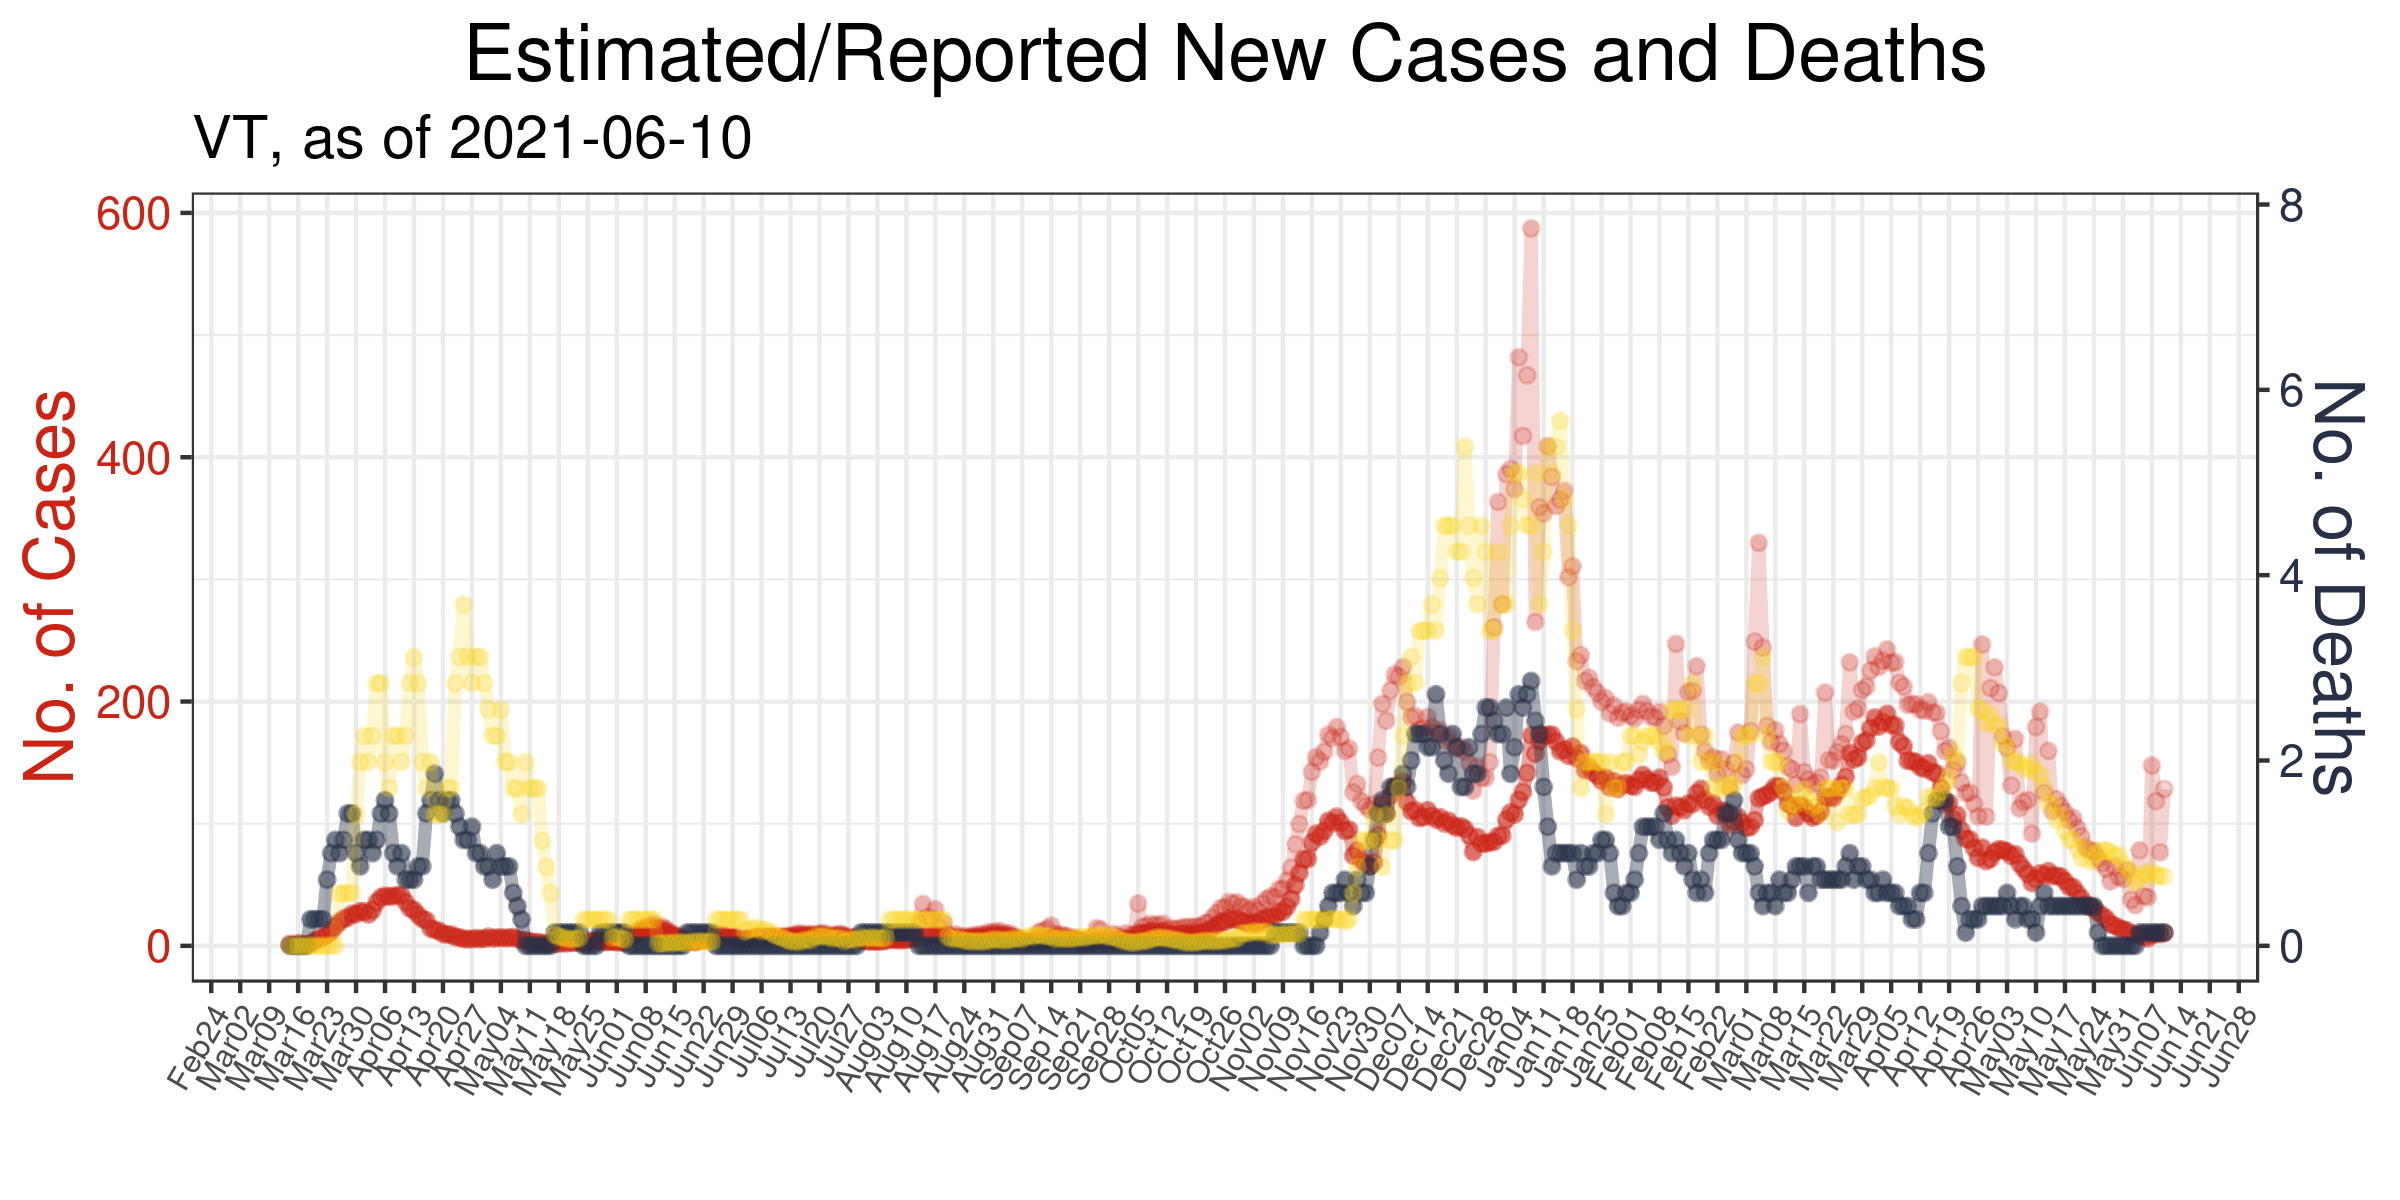 Estimated/Reported New Cases and Deaths
VT, as of 2021-06-10
No. of Cases
600
400
200
0
8
6
4
2
0
No. of Deaths
Feb24
Mar02
Mar09
Mar16
Mar23
Mar30
Apr06
Apr13
Apr20
Apr27
May04
May11
May18
May25
Jun01
Jun08
Jun15
Jun22
Jun29
Jul06
Jul13
Jul20
Jul27
Aug03
Aug10
Aug17
Aug24
Aug31
Sep07
Sep14
Sep21
Sep28
Oct05
Oct12
Oct19
Oct26
Nov02
Nov09
Nov16
Nov23
Nov30
Dec07
Dec14
Dec21
Dec28
Jan04
Jan11
Jan18
Jan25
Feb01
Feb08
Feb15
Feb22
Mar01
Mar08
Mar15
Mar22
Mar29
Apr05
Apr12
Apr19
Apr26
May03
May10
May17
May24
May31
Jun07
Jun14
Jun21
Jun28